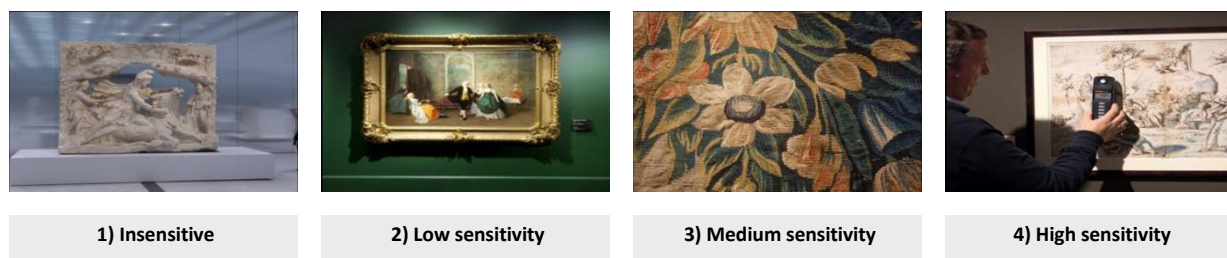 1) Insensitive
2) Low sensitivity
3) Medium sensitivity
4) High sensitivity